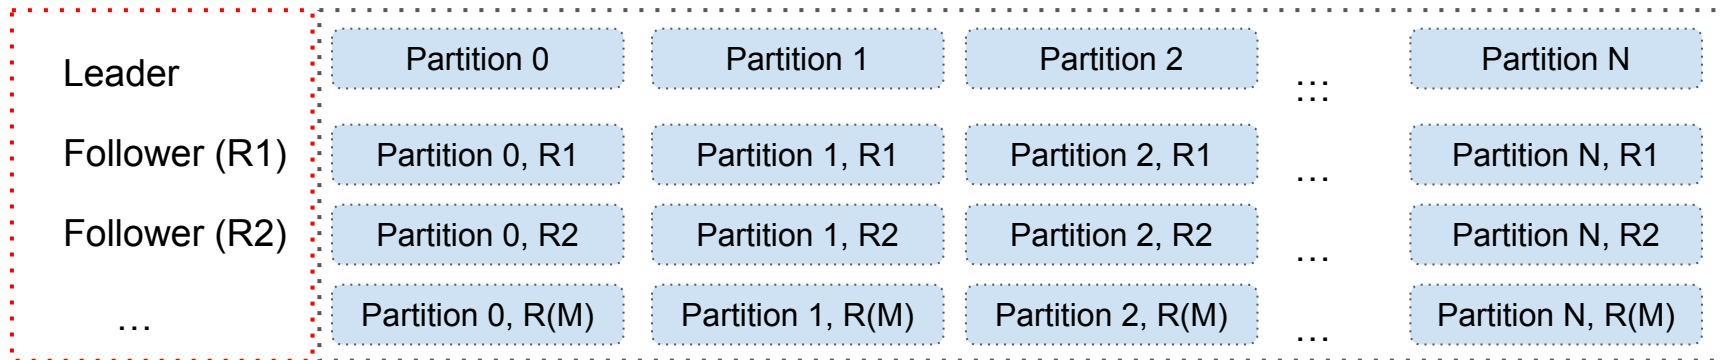 Leader
Partition 0
Partition 1
Partition 2
...
...
Partition N
Follower (R1)
Partition 0, R1
Partition 1, R1
Partition 2, R1
...
Partition N, R1
Follower (R2)
Partition 0, R2
Partition 1, R2
Partition 2, R2
...
Partition N, R2
...
Partition 0, R(M)
Partition 1, R(M)
Partition 2, R(M)
...
Partition N, R(M)